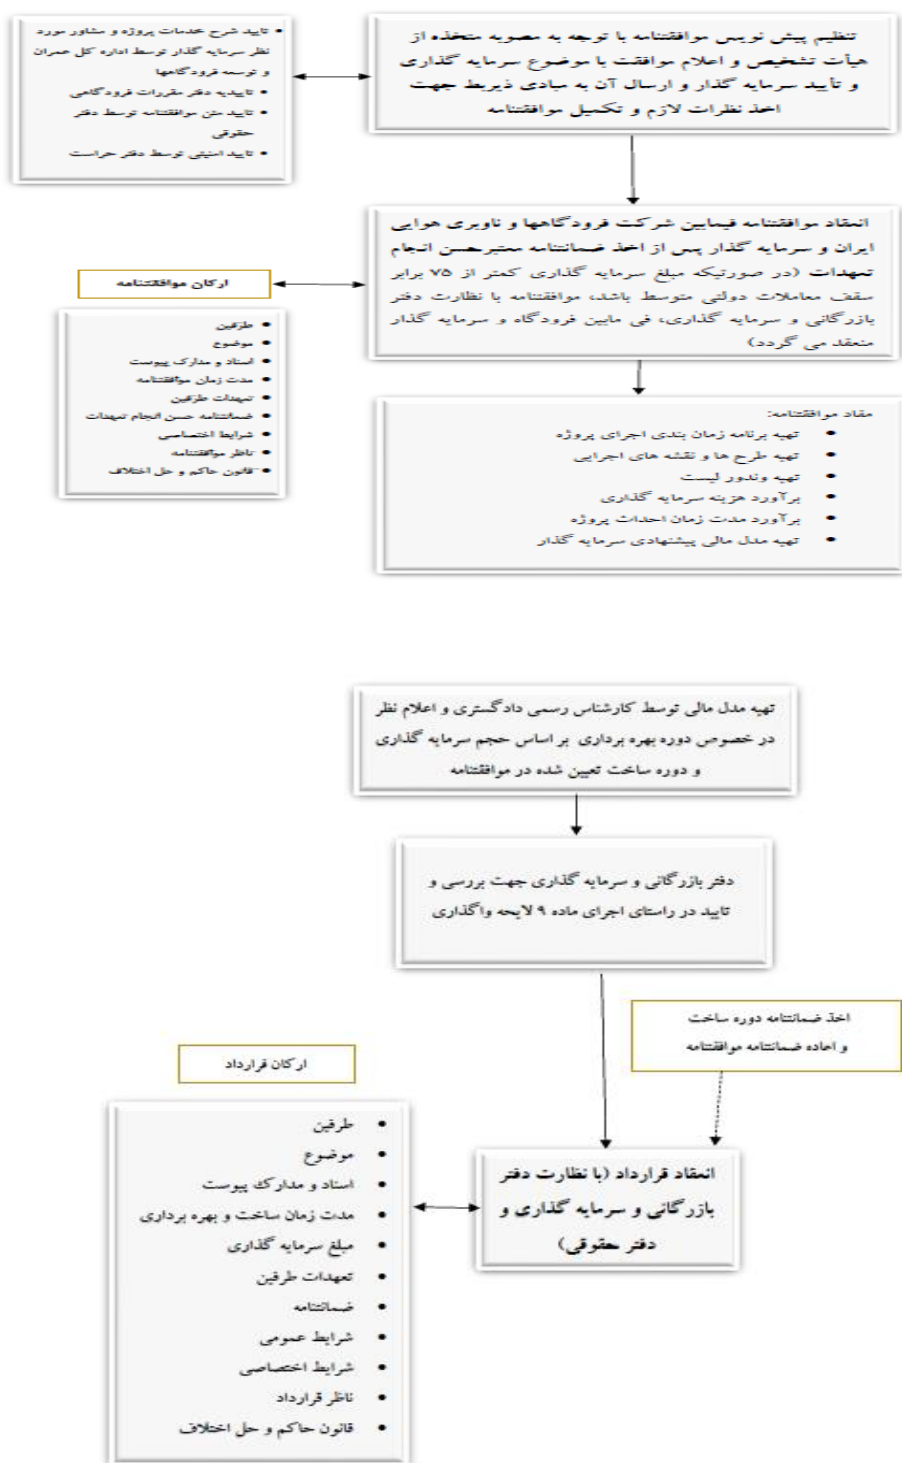 تنظیم پیش نویس موافقتنامه با توجه به مصوبه متخذه از
هیأت تشخیص و اعلام موافقت با موضوع سرمایه گذاری
و تأیید سرمایه گذار و ارسال آن به مبادی ذیربط جهت
اخذ نظرات لازم و تکمیل موافقتنامه
• تایید شرح خدمات پروژه و مشاور مورد
نظر سرمایه گذار توسط اداره کل عمران
و توسعه فرودگاهها
• تاییدیه دفتر مقررات فرودگاهی
• تایید متن موافقتنامه توسط دفتر
حقوقی
• تایید امنیتی توسط دفتر حراست
انعقاد موافقتنامه فیمابین شرکت فرودگاهها و ناوبری هوایی
ایران و سرمایه گذار پس از اخذ ضمانتنامه معتبرحسن انجام
تعهدات (در صورتیکه مبلغ سرمایه گذاری کمتر از ۷۵ برابر
سقف معاملات دولتی متوسط باشد، موافقتنامه با نظارت دفتر
بازرگانی و سرمایه گذاری، فی مابین فرودگاه و سرمایه گذار
منعقد می گردد)
ارکان موافقتنامه
• طرفین
• موضوع
• اسناد و مدارک پیوست
• مدت زمان موافقتنامه
• تعهدات طرفین
• ضمانتنامه حسن انجام تعهدات
• شرایط اختصاصی
• ناظر موافقتنامه
• قانون حاکم و حل اختلاف
مفاد موافقتنامه:
• تهیه برنامه زمان بندی اجرای پروژه
• تهیه طرح ها و نقشه های اجرایی
• تهیه وندور لیست
• برآورد هزینه سرمایه گذاری
• برآورد مدت زمان احداث پروژه
• تهیه مدل مالی پیشنهادی سرمایه گذار
تهیه مدل مالی توسط کارشناس رسمی دادگستری و اعلام نظر
در خصوص دوره بهره برداری بر اساس حجم سرمایه گذاری
و دوره ساخت تعیین شده در موافقتنامه
دفتر بازرگانی و سرمایه گذاری جهت بررسی و
تایید در راستای اجرای ماده ۹ لایحه واگذاری
اخذ ضمانتنامه دوره ساخت
و اعاده ضمانتنامه موافقتنامه
انعقاد قرارداد (با نظارت دفتر
بازرگانی و سرمایه گذاری و
دفتر حقوقی)
ارکان قرارداد
• طرفین
• موضوع
• اسناد و مدارک پیوست
• مدت زمان ساخت و بهره برداری
• مبلغ سرمایه گذاری
• تعهدات طرفین
• ضمانتنامه
• شرایط عمومی
• شرایط اختصاصی
• ناظر قرارداد
• قانون حاکم و حل اختلاف